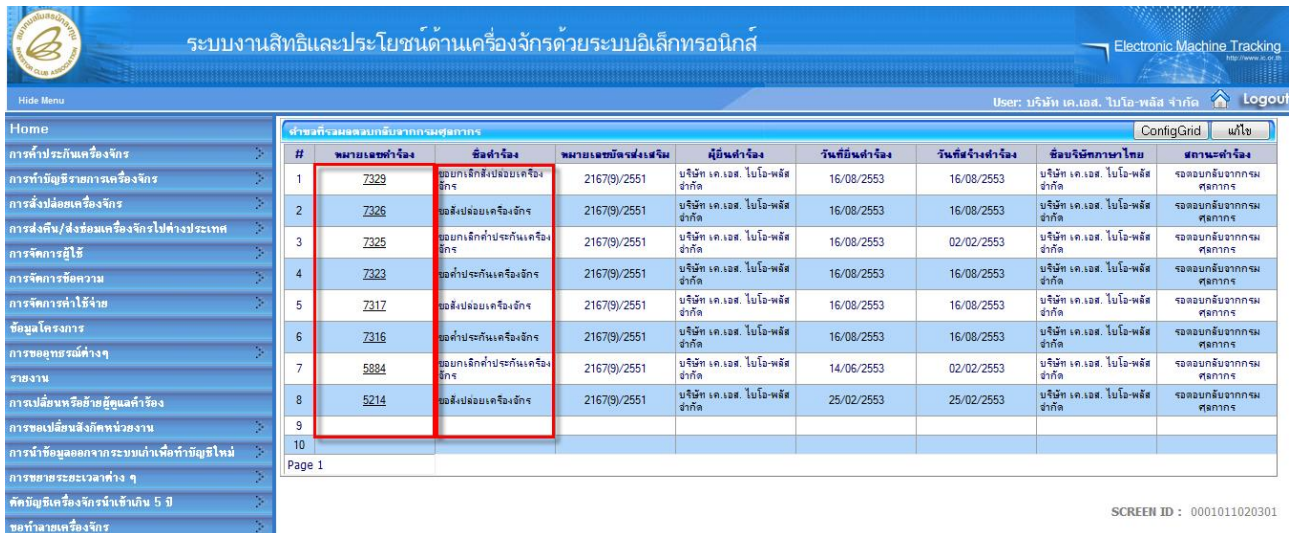 สมาคมสโมสรนักลงทุน
INVESTOR CLUB ASSOCIATION
ระบบงานสิทธิและประโยชน์ด้านเครื่องจักรด้วยระบบอิเล็กทรอนิกส์
Electronic Machine Tracking
http://www.ic.or.th
Hide Menu
User: บริษัท เค.เอส. ไบโอ-พลัส จำกัด
Logout
Home
การค้ำประกันเครื่องจักร
การทำบัญชีรายการเครื่องจักร
การสั่งปล่อยเครื่องจักร
การส่งคืน/ส่งซ่อมเครื่องจักรไปต่างประเทศ
การจัดการผู้ใช้
การจัดการข้อความ
การจัดการค่าใช้จ่าย
ข้อมูลโครงการ
การขออุทธรณ์ต่างๆ
รายงาน
การเปลี่ยนหรือย้ายผู้ดูแลคำร้อง
การขอเปลี่ยนสังกัดหน่วยงาน
การนำข้อมูลออกจากระบบเก่าเพื่อทำบัญชีใหม่
การขยายระยะเวลาต่าง ๆ
ตัดบัญชีเครื่องจักรนำเข้าเกิน 5 ปี
ขอทำลายเครื่องจักร
คำขอที่รอผลตอบกลับจากกรมศุลกากร
ConfigGrid แก้ไข
# หมายเลขคำร้อง ชื่อคำร้อง หมายเลขบัตรส่งเสริม ผู้ยื่นคำร้อง วันที่ยื่นคำร้อง วันที่สร้างคำร้อง ชื่อบริษัทภาษาไทย สถานะคำร้อง
1 7329 ขอยกเลิกสั่งปล่อยเครื่องจักร 2167(9)/2551 บริษัท เค.เอส. ไบโอ-พลัส จำกัด 16/08/2553 16/08/2553 บริษัท เค.เอส. ไบโอ-พลัส จำกัด รอตอบกลับจากกรมศุลกากร
2 7326 ขอสั่งปล่อยเครื่องจักร 2167(9)/2551 บริษัท เค.เอส. ไบโอ-พลัส จำกัด 16/08/2553 16/08/2553 บริษัท เค.เอส. ไบโอ-พลัส จำกัด รอตอบกลับจากกรมศุลกากร
3 7325 ขอยกเลิกค้ำประกันเครื่องจักร 2167(9)/2551 บริษัท เค.เอส. ไบโอ-พลัส จำกัด 16/08/2553 02/02/2553 บริษัท เค.เอส. ไบโอ-พลัส จำกัด รอตอบกลับจากกรมศุลกากร
4 7323 ขอค้ำประกันเครื่องจักร 2167(9)/2551 บริษัท เค.เอส. ไบโอ-พลัส จำกัด 16/08/2553 16/08/2553 บริษัท เค.เอส. ไบโอ-พลัส จำกัด รอตอบกลับจากกรมศุลกากร
5 7317 ขอสั่งปล่อยเครื่องจักร 2167(9)/2551 บริษัท เค.เอส. ไบโอ-พลัส จำกัด 16/08/2553 16/08/2553 บริษัท เค.เอส. ไบโอ-พลัส จำกัด รอตอบกลับจากกรมศุลกากร
6 7316 ขอค้ำประกันเครื่องจักร 2167(9)/2551 บริษัท เค.เอส. ไบโอ-พลัส จำกัด 16/08/2553 16/08/2553 บริษัท เค.เอส. ไบโอ-พลัส จำกัด รอตอบกลับจากกรมศุลกากร
7 5884 ขอยกเลิกค้ำประกันเครื่องจักร 2167(9)/2551 บริษัท เค.เอส. ไบโอ-พลัส จำกัด 14/06/2553 02/02/2553 บริษัท เค.เอส. ไบโอ-พลัส จำกัด รอตอบกลับจากกรมศุลกากร
8 5214 ขอสั่งปล่อยเครื่องจักร 2167(9)/2551 บริษัท เค.เอส. ไบโอ-พลัส จำกัด 25/02/2553 25/02/2553 บริษัท เค.เอส. ไบโอ-พลัส จำกัด รอตอบกลับจากกรมศุลกากร
9
10
Page 1
SCREEN ID : 0001011020301